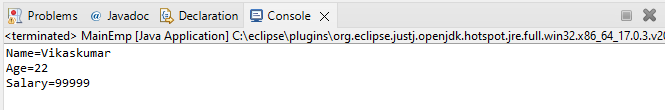 Problems @ Javadoc Declaration Console
<terminated> MainEmp [Java Application] C:\eclipse\plugins\org.eclipse.justj.openjdk.hotspot.jre.full.win32.x86_64_17.0.3.v20
Name=Vikaskumar
Age=22
Salary=99999